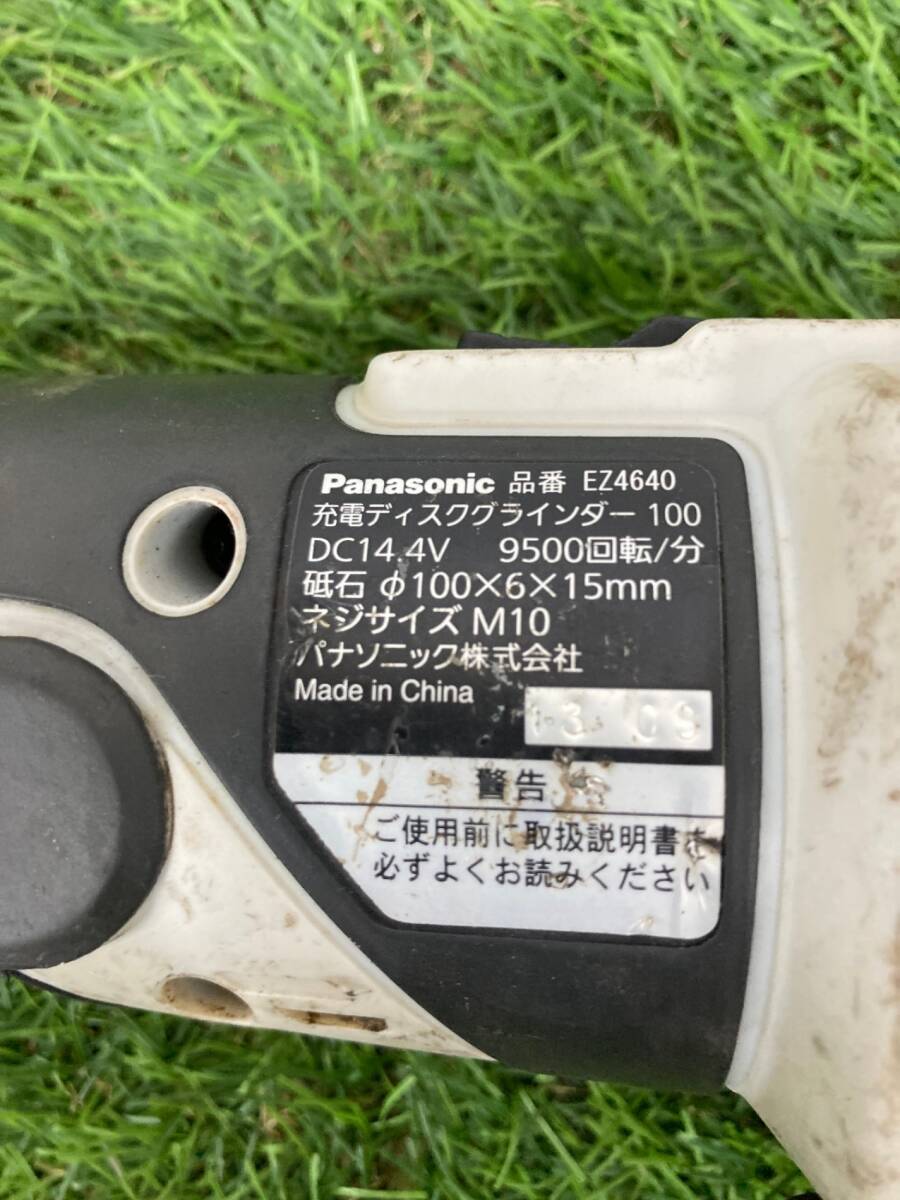 Panasonic 品番 EZ4640
充電ディスクグラインダー 100
DC14.4V 9500回転/分
砥石 φ100×6×15mm
ネジサイズ M10
パナソニック株式会社
Made in China
警告
ご使用前に取扱説明書を
必ずよくお読みください